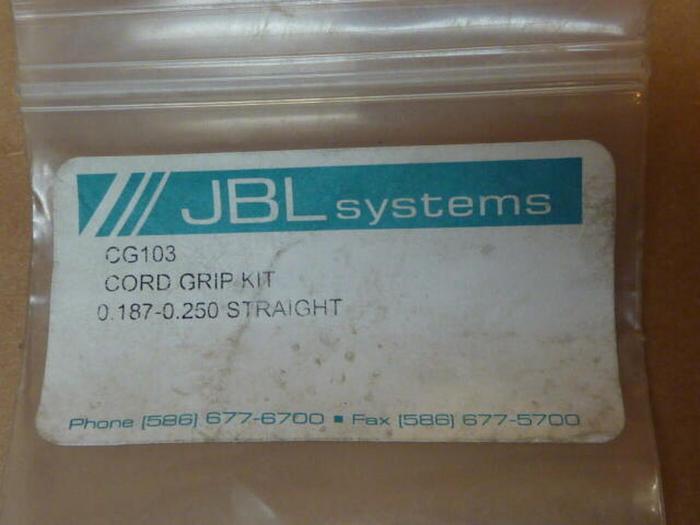 JBL systems
CG103
CORD GRIP KIT
0.187-0.250 STRAIGHT
Phone (586) 677-6700 ▪ Fax (586) 677-5700